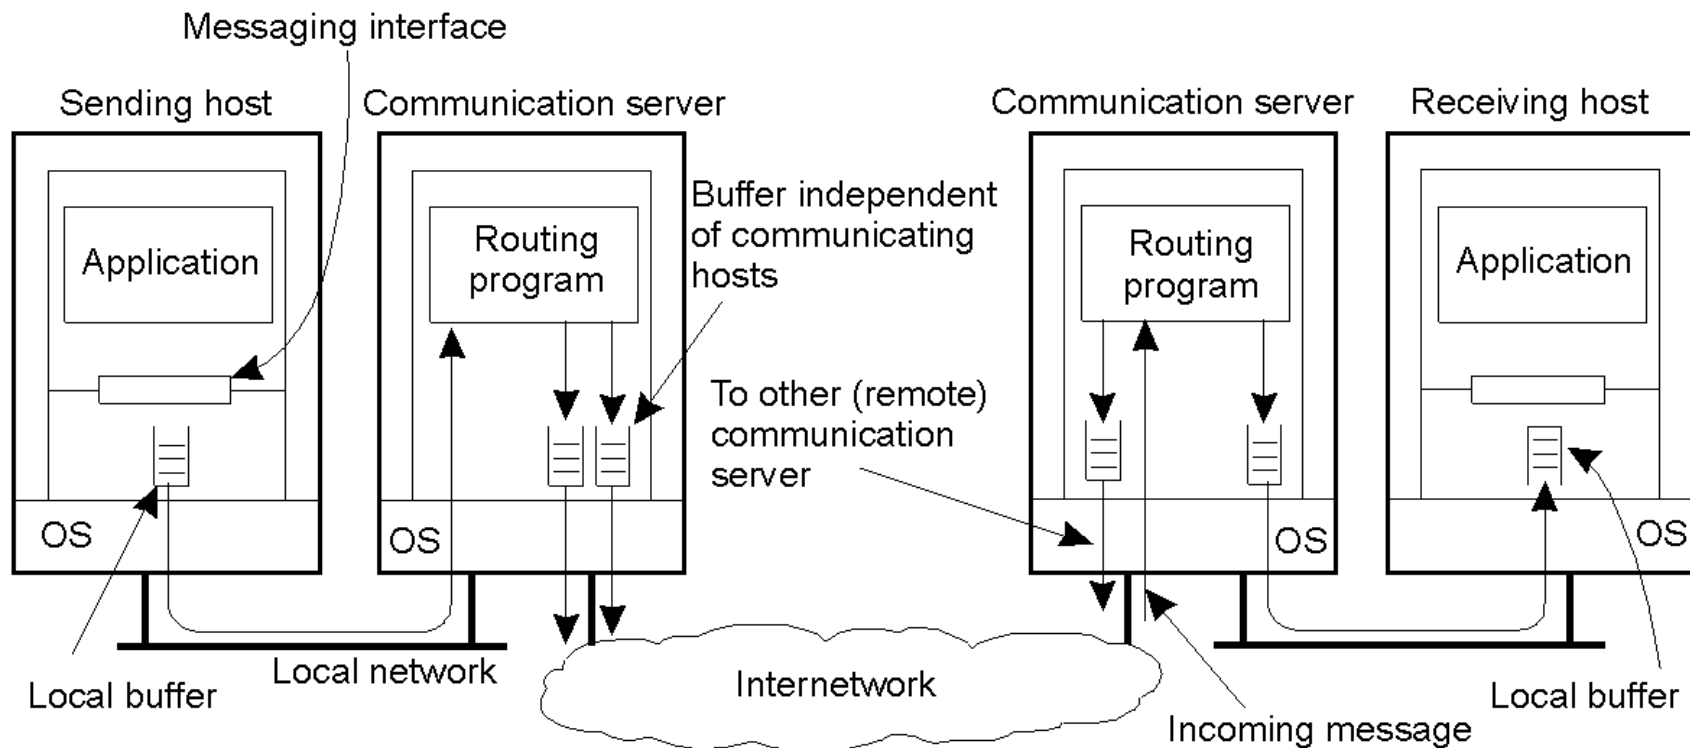 Messaging interface
Sending host
Communication server
Communication server
Receiving host
Application
Routing
program
Buffer independent
of communicating
hosts
Routing
program
Application
To other (remote)
communication
server
OS
OS
OS
OS
Local buffer
Local network
Internetwork
Incoming message
Local buffer